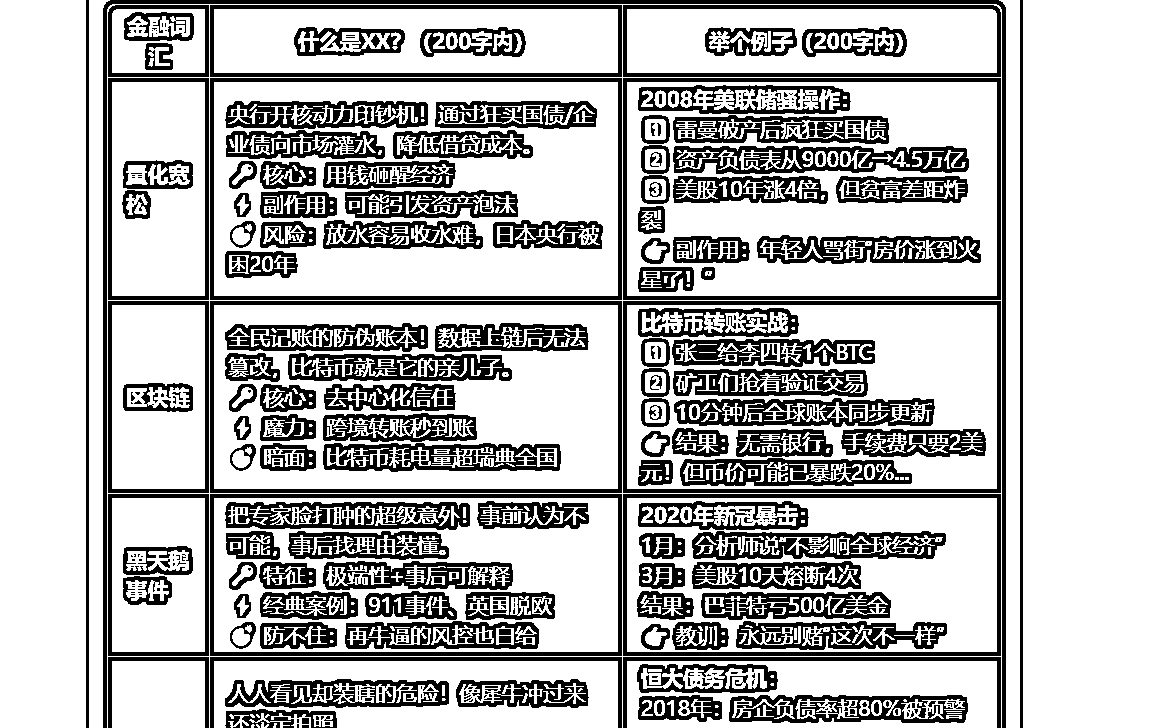 金融词
汇
什么是XX？（200字内）
举个例子（200字内）
量化宽
松
央行开核动力印钞机！通过狂买国债/企
业债向市场灌水，降低借贷成本。
🔑 核心：用钱砸醒经济
⚡ 副作用：可能引发资产泡沫
💣 风险：放水容易收水难，日本央行被
困20年
2008年美联储骚操作：
1️⃣ 雷曼破产后疯狂买国债
2️⃣ 资产负债表从9000亿→4.5万亿
3️⃣ 美股10年涨4倍，但贫富差距炸
裂
👉 副作用：年轻人骂街“房价涨到火
星了！”
区块链
全民记账的防伪账本！数据上链后无法
篡改，比特币就是它的亲儿子。
🔑 核心：去中心化信任
⚡ 魔力：跨境转账秒到账
💣 暗面：比特币耗电量超瑞典全国
比特币转账实战：
1️⃣ 张三给李四转1个BTC
2️⃣ 矿工们抢着验证交易
3️⃣ 10分钟后全球账本同步更新
👉 结果：无需银行，手续费只要2美
元！但币价可能已暴跌20%...
黑天鹅
事件
把专家脸打肿的超级意外！事前认为不
可能，事后找理由装懂。
🔑 特征：极端性+事后可解释
⚡ 经典案例：911事件、英国脱欧
💣 防不住：再牛逼的风控也白给
2020年新冠暴击：
1月：分析师说“不影响全球经济”
3月：美股10天熔断4次
结果：巴菲特亏500亿美金
👉 教训：永远别赌“这次不一样”
人人看见却装瞎的危险！像犀牛冲过来
还淡定拍照
恒大债务危机：
2018年：房企负债率超80%被预警